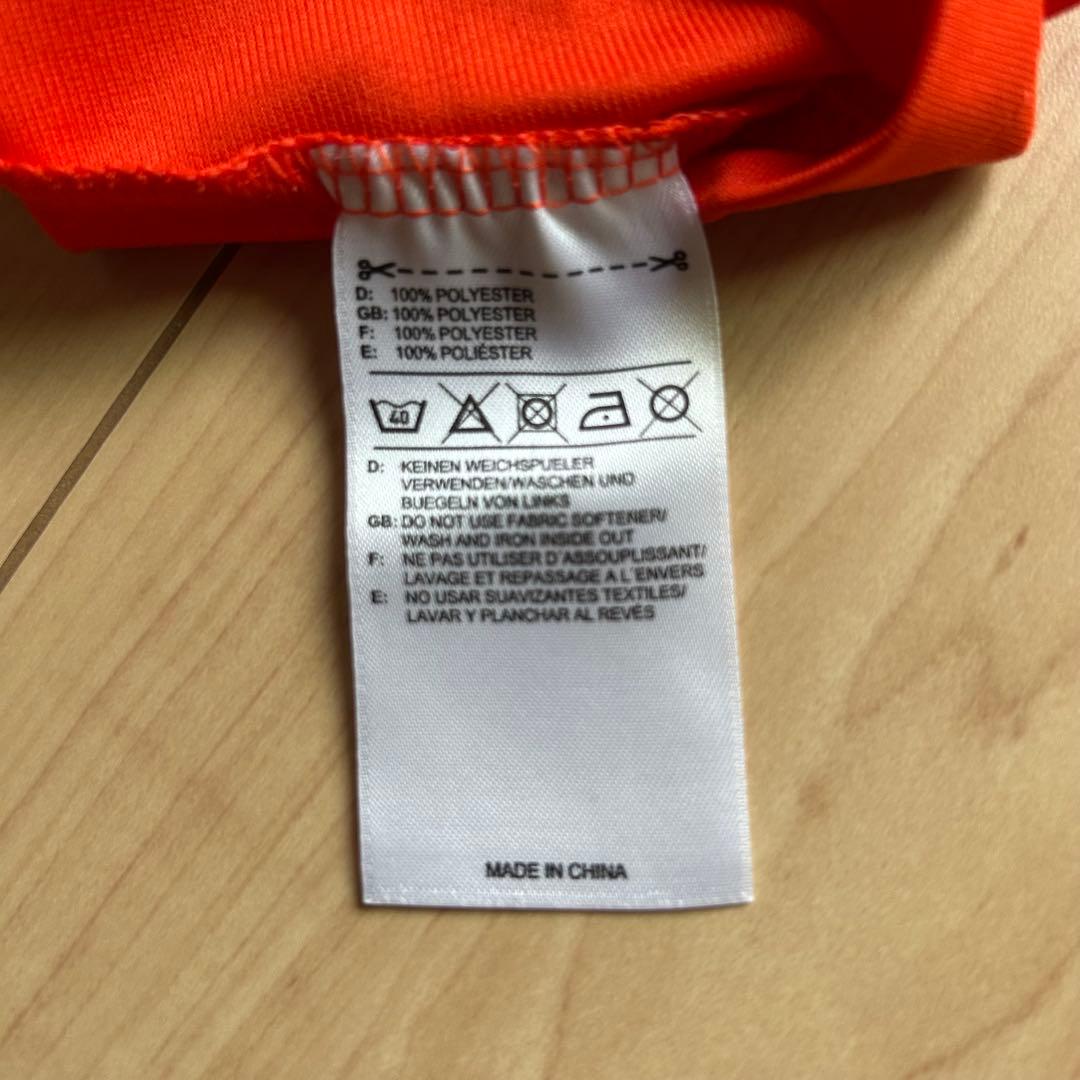 D: 100% POLYESTER
GB: 100% POLYESTER
F: 100% POLYESTER
E: 100% POLIÉSTER
40
D: KEINEN WEICHSPUELER
VERWENDEN/WASCHEN UND
BUEGELN VON LINKS
GB: DO NOT USE FABRIC SOFTENER/
WASH AND IRON INSIDE OUT
F: NE PAS UTILISER D'ASSOUPLISSANT/
LAVAGE ET REPASSAGE A L'ENVERS
E: NO USAR SUAVIZANTES TEXTILES/
LAVAR Y PLANCHAR AL REVÉS
MADE IN CHINA